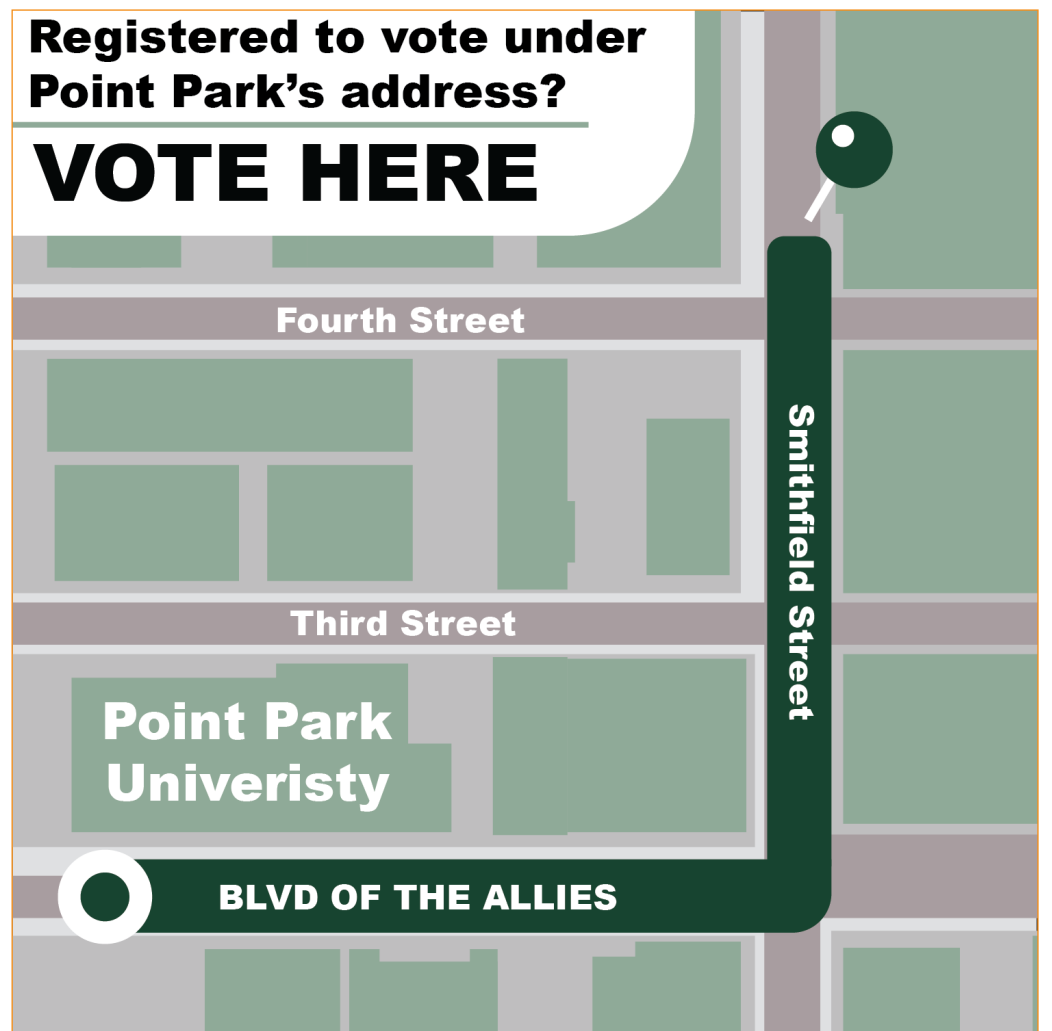 Registered to vote under
Point Park's address?
VOTE HERE
Fourth Street
Smithfield Street
Third Street
Point Park
Univeristy
BLVD OF THE ALLIES